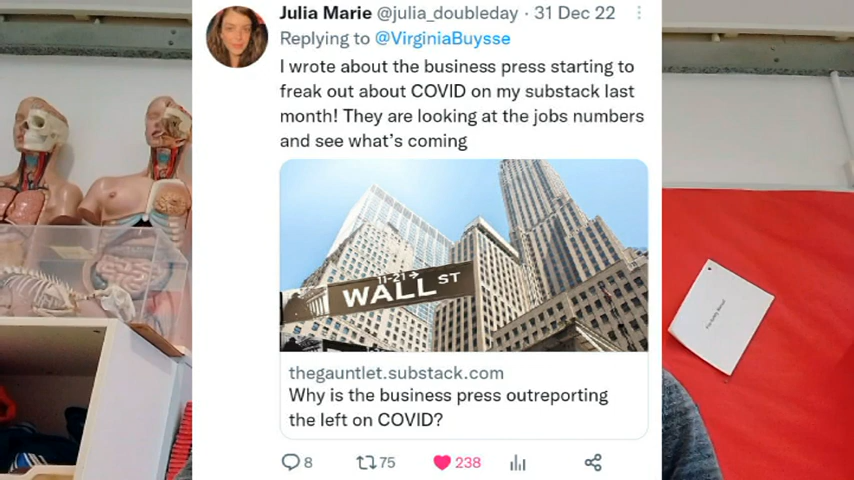 Julia Marie @julia_doubleday · 31 Dec 22
Replying to @VirginiaBuysse
I wrote about the business press starting to
freak out about COVID on my substack last
month! They are looking at the jobs numbers
and see what's coming
11-21→
WALL ST
thegauntlet.substack.com
Why is the business press outreporting
the left on COVID?
8 75 238